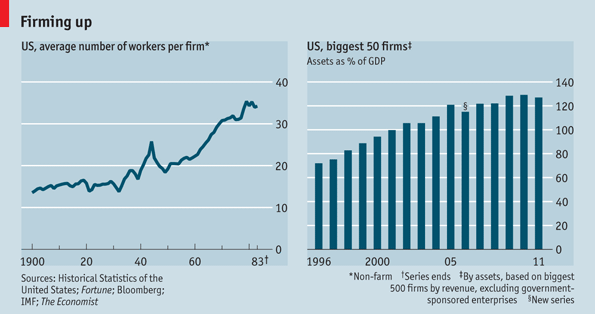 Firming up
US, average number of workers per firm*
40
30
20
10
0
1900
20
40
60
83†
Sources: Historical Statistics of the
United States; Fortune; Bloomberg;
IMF; The Economist
US, biggest 50 firms‡
Assets as % of GDP
§
140
120
100
80
60
40
20
0
1996
2000
05
11
*Non-farm †Series ends ‡By assets, based on biggest
500 firms by revenue, excluding government-
sponsored enterprises §New series